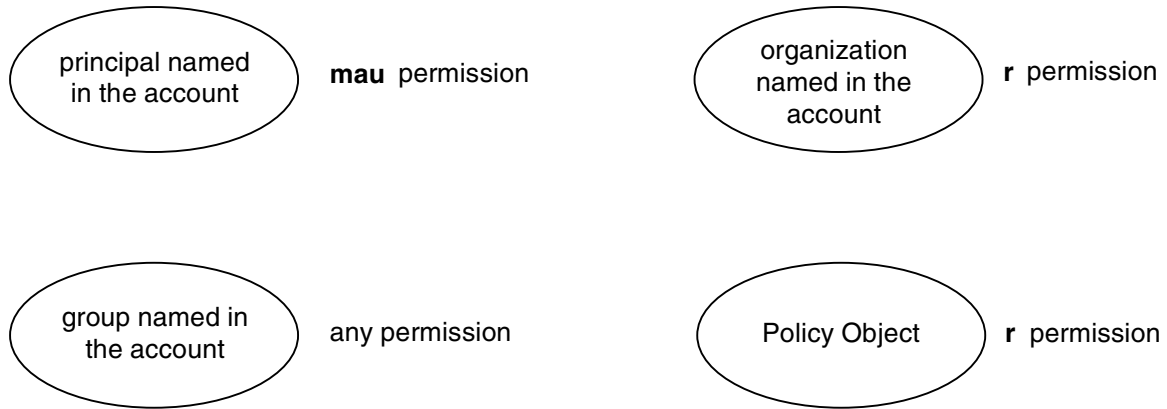 principal named
in the account
mau permission
organization
named in the
account
r permission
group named in
the account
any permission
Policy Object
r permission